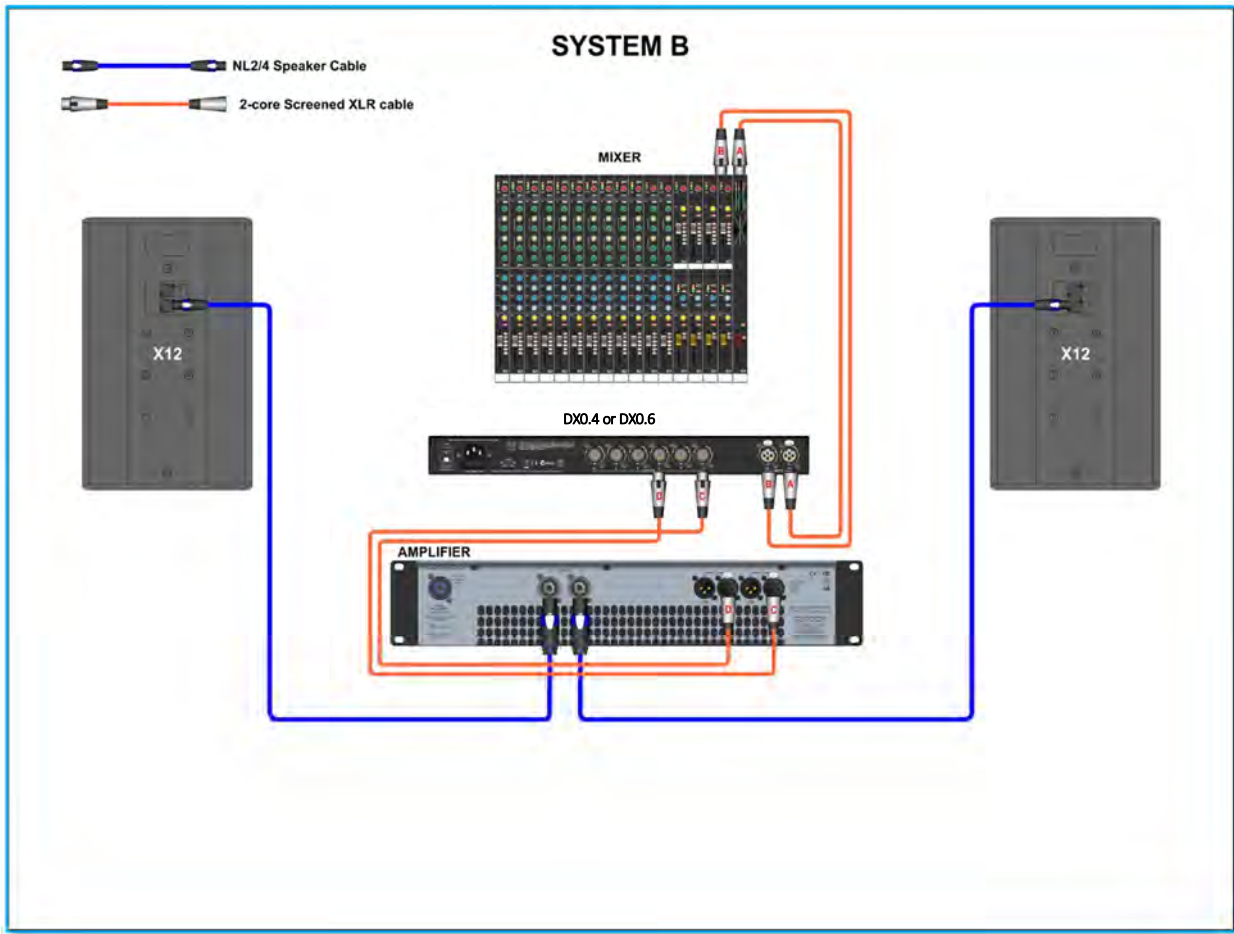 SYSTEM B
NL2/4 Speaker Cable
2-core Screened XLR cable
B A
MIXER
X12
X12
DX0.4 or DX0.6
D C B A
AMPLIFIER
D C